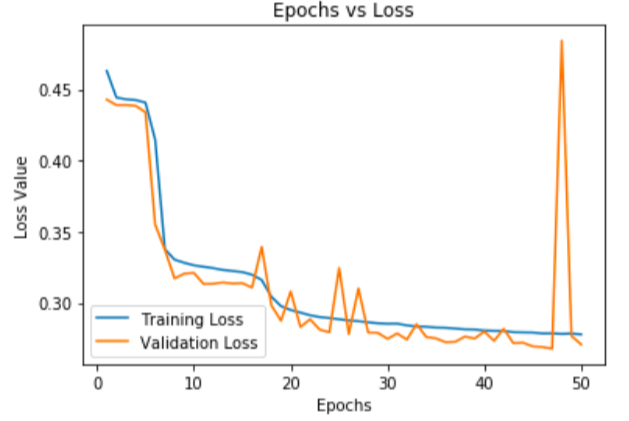 Epochs vs Loss
0.45
0.40
0.35
0.30
Loss Value
Training Loss
Validation Loss
0 10 20 30 40 50
Epochs